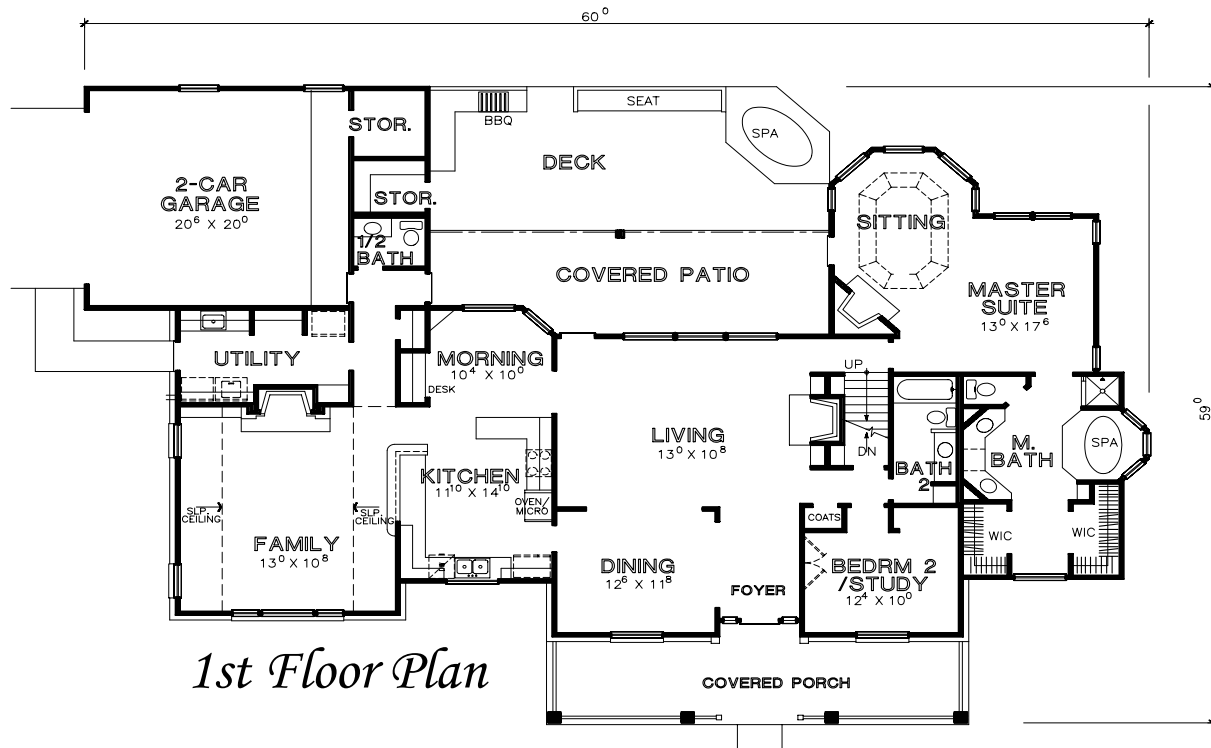 60⁰
STOR.
BBQ
SEAT
SPA
DECK
2-CAR
GARAGE
20⁶ X 20⁰
STOR.
1/2
BATH
SITTING
COVERED PATIO
MASTER
SUITE
13⁰ X 17⁶
UTILITY
MORNING
10⁴ X 10⁰
DESK
UP
59⁰
LIVING
13⁰ X 10⁸
DN
BATH
2
M.
BATH
SPA
KITCHEN
11¹⁰ X 14¹⁰
OVEN/
MICRO
SLP.
CEILING
SLP.
CEILING
FAMILY
13⁰ X 10⁸
COATS
WIC
WIC
DINING
12⁶ X 11⁸
FOYER
BEDRM 2
/STUDY
12⁴ X 10⁰
1st Floor Plan
COVERED PORCH